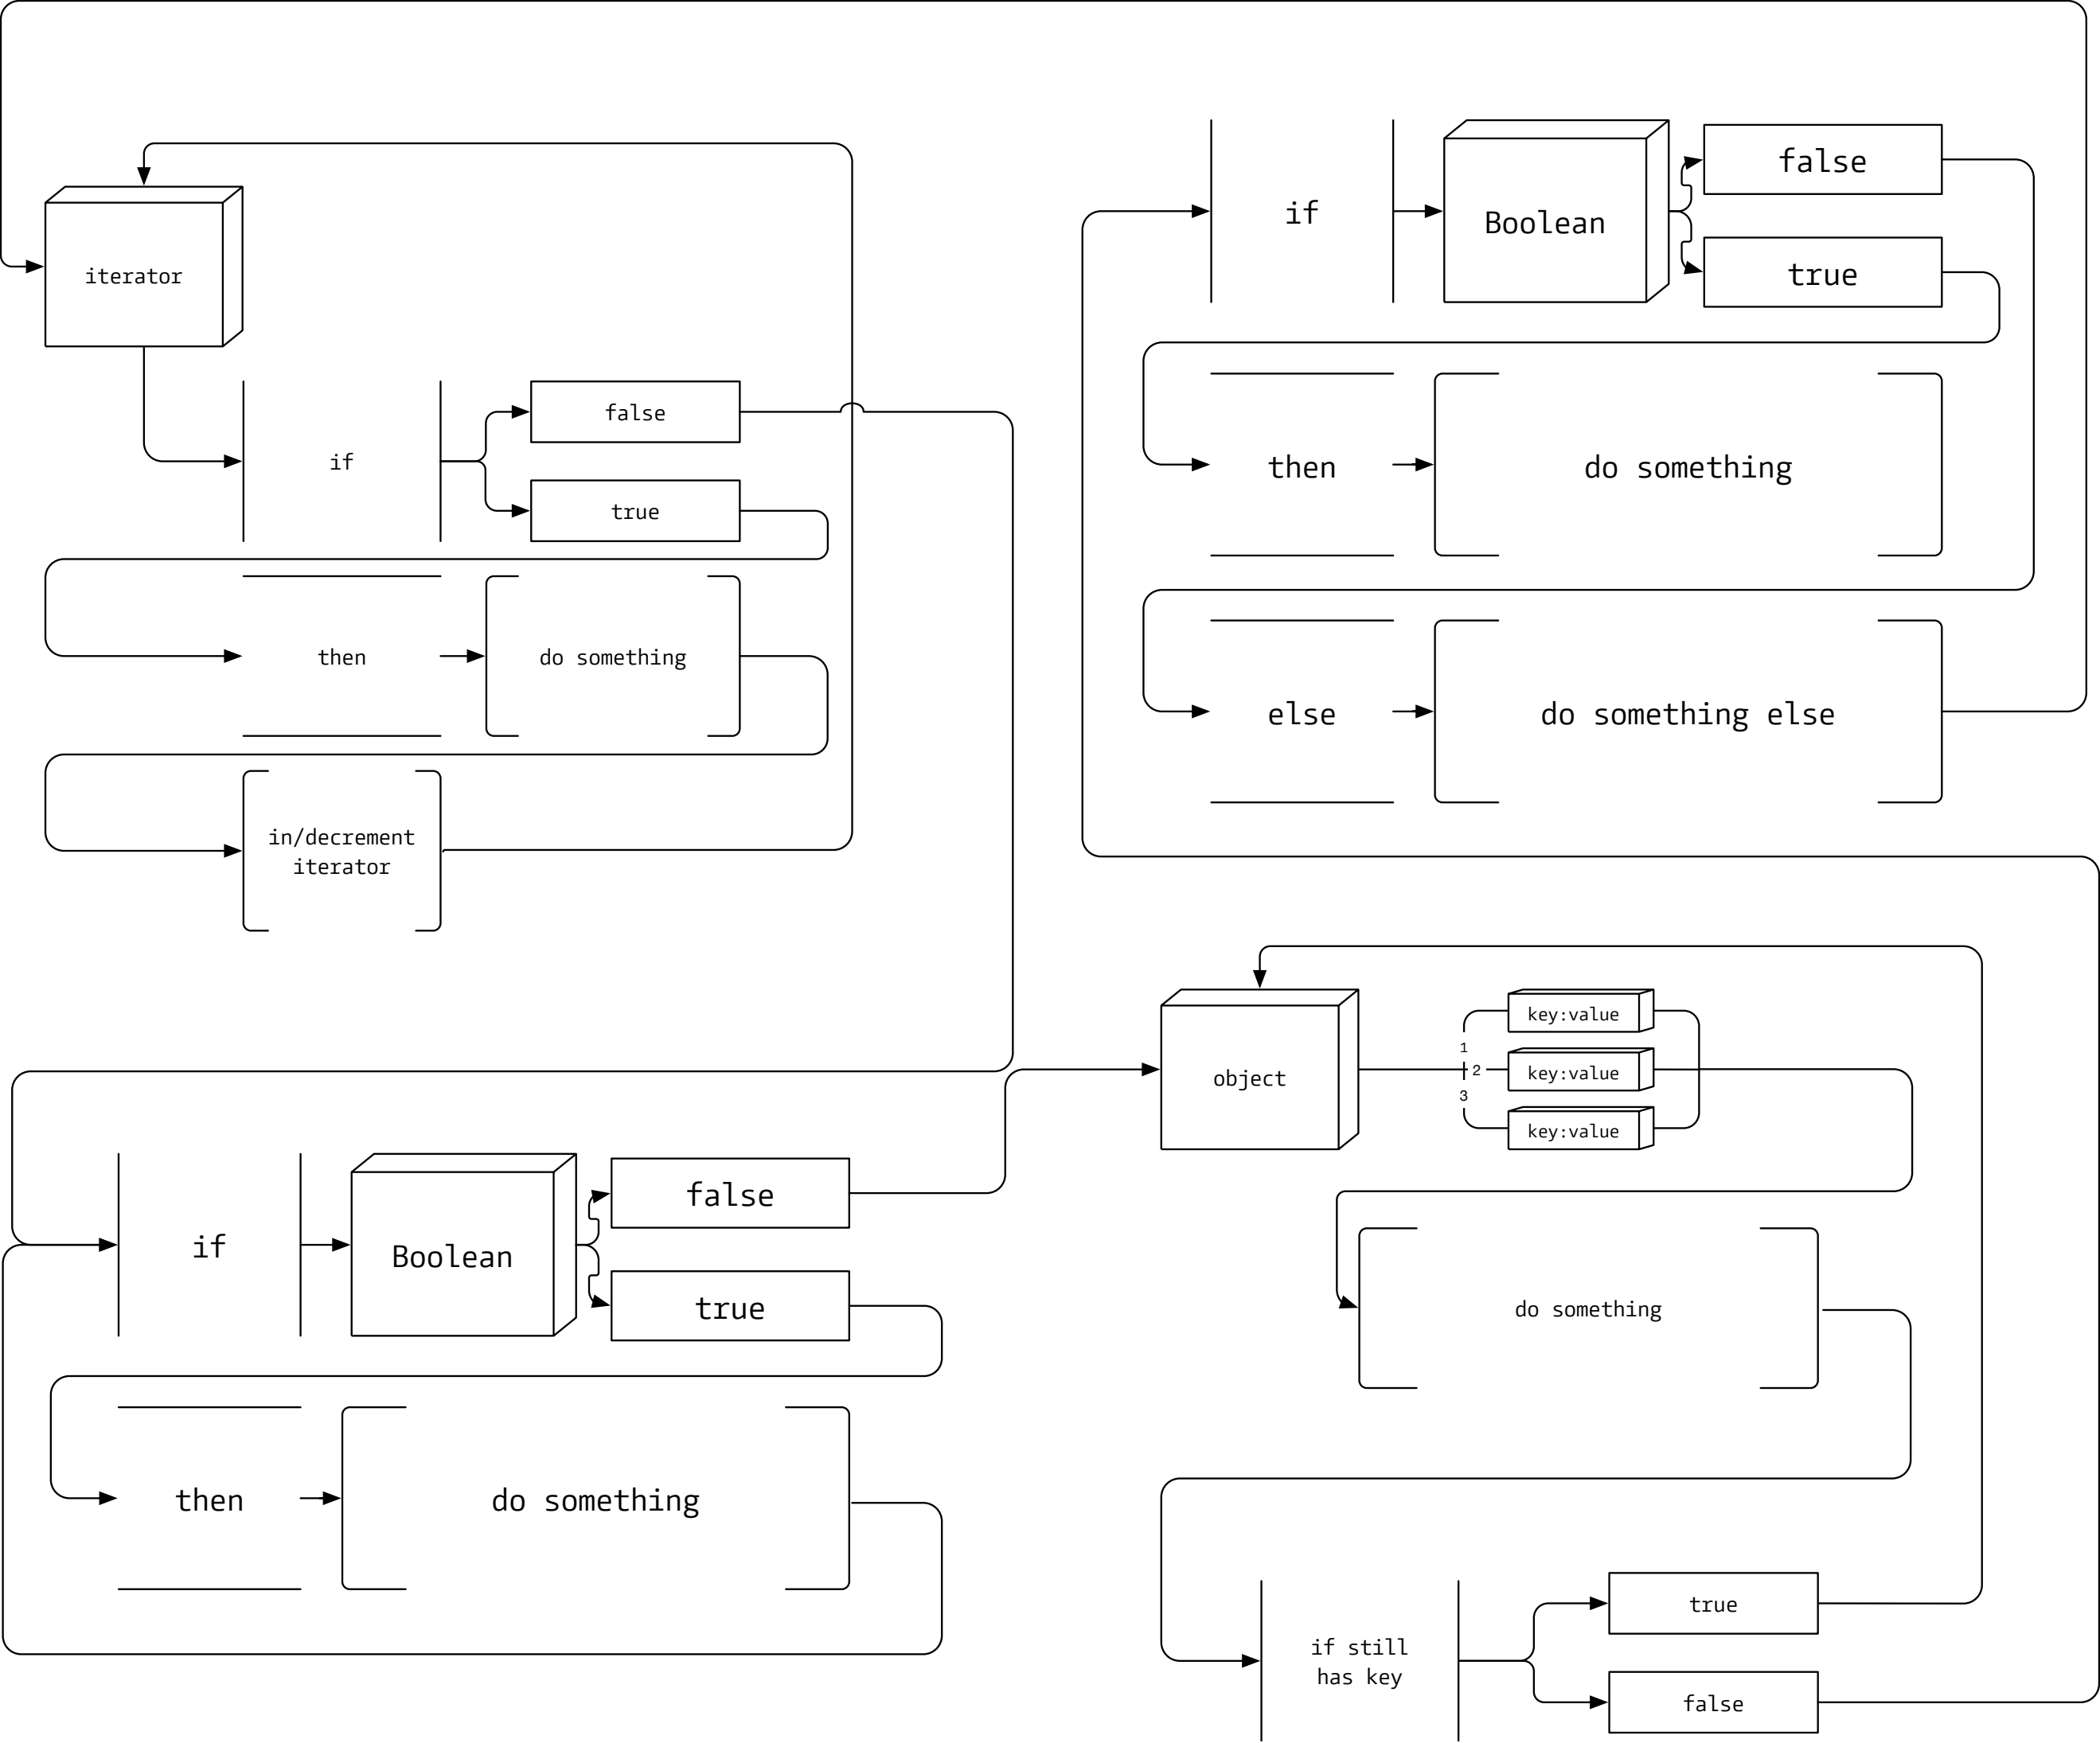 iterator
if
false
true
then
do something
in/decrement
iterator
if
Boolean
false
true
then
do something
else
do something else
if
Boolean
false
true
then
do something
object
1
2
3
key:value
key:value
key:value
do something
if still
has key
true
false